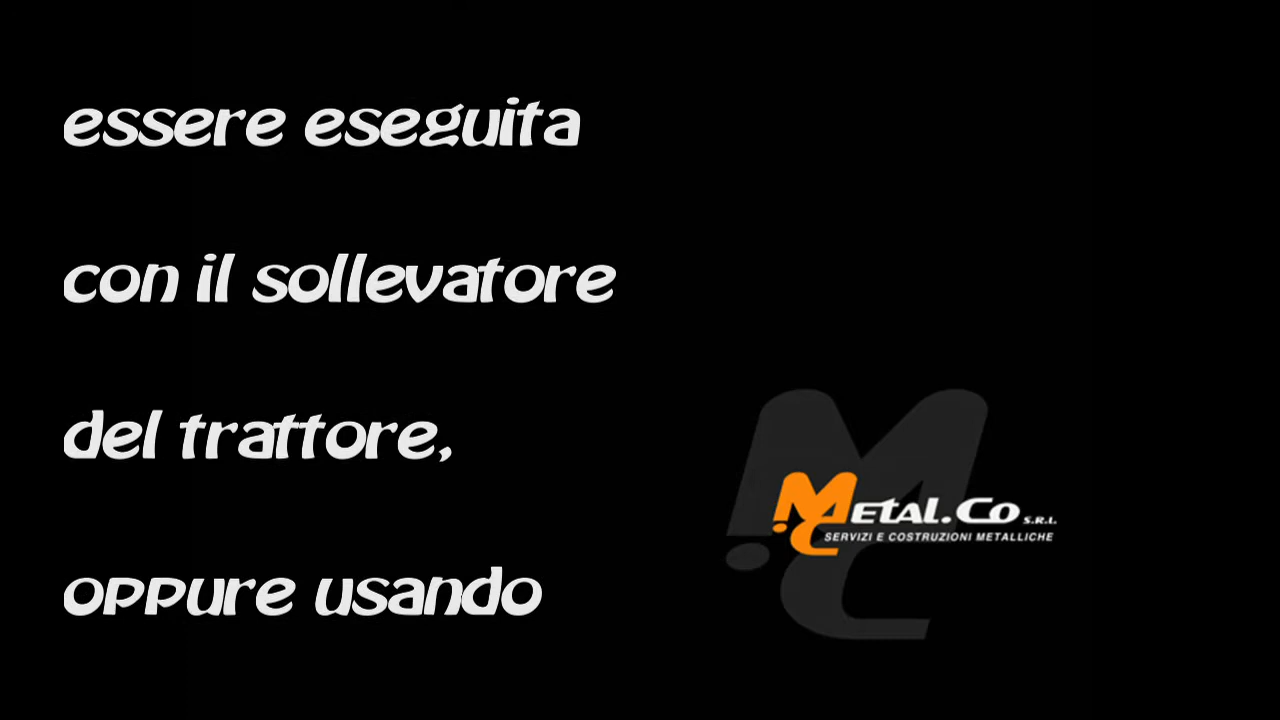 essere eseguita
con il sollevatore
del trattore,
oppure usando
METAL.CO S.R.L.
SERVIZI E COSTRUZIONI METALLICHE